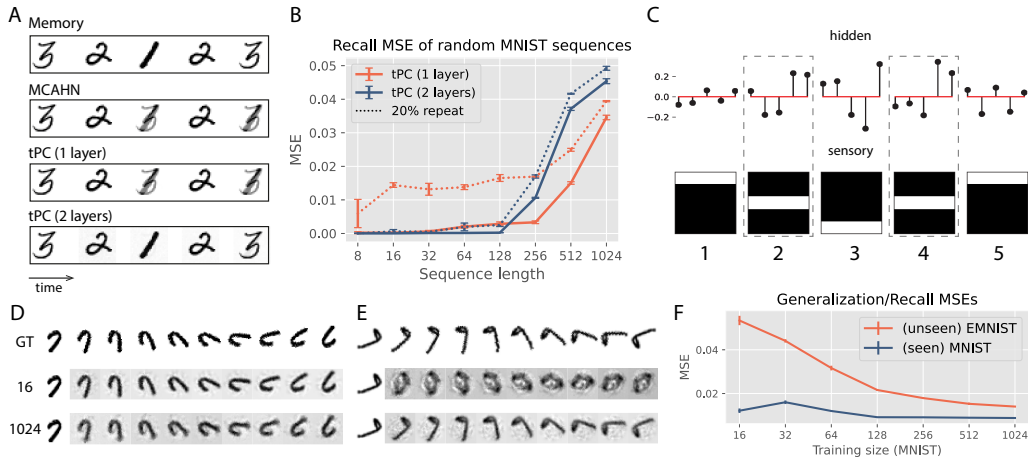 A
Memory
MCAHN
tPC (1 layer)
tPC (2 layers)
time
B
Recall MSE of random MNIST sequences
tPC (1 layer)
tPC (2 layers)
20% repeat
MSE
0.05
0.04
0.03
0.02
0.01
0.00
8 16 32 64 128 256 512 1024
Sequence length
C
hidden
0.2
0.0
−0.2
sensory
1 2 3 4 5
D
GT
16
1024
E
F
Generalization/Recall MSEs
(unseen) EMNIST
(seen) MNIST
MSE
0.04
0.02
16 32 64 128 256 512 1024
Training size (MNIST)